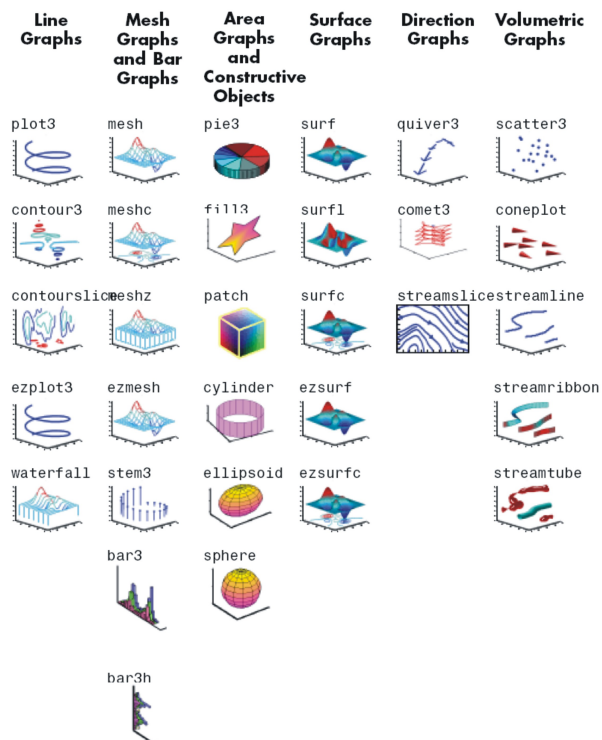 Line Graphs
Mesh Graphs and Bar Graphs
Area Graphs and Constructive Objects
Surface Graphs
Direction Graphs
Volumetric Graphs
plot3 mesh pie3 surf quiver3 scatter3
contour3 meshc fill3 surfl comet3 coneplot
contourslice meshz patch surfc streamslice streamline
ezplot3 ezmesh cylinder ezsurf streamribbon
waterfall stem3 ellipsoid ezsurfc streamtube
bar3 sphere
bar3h